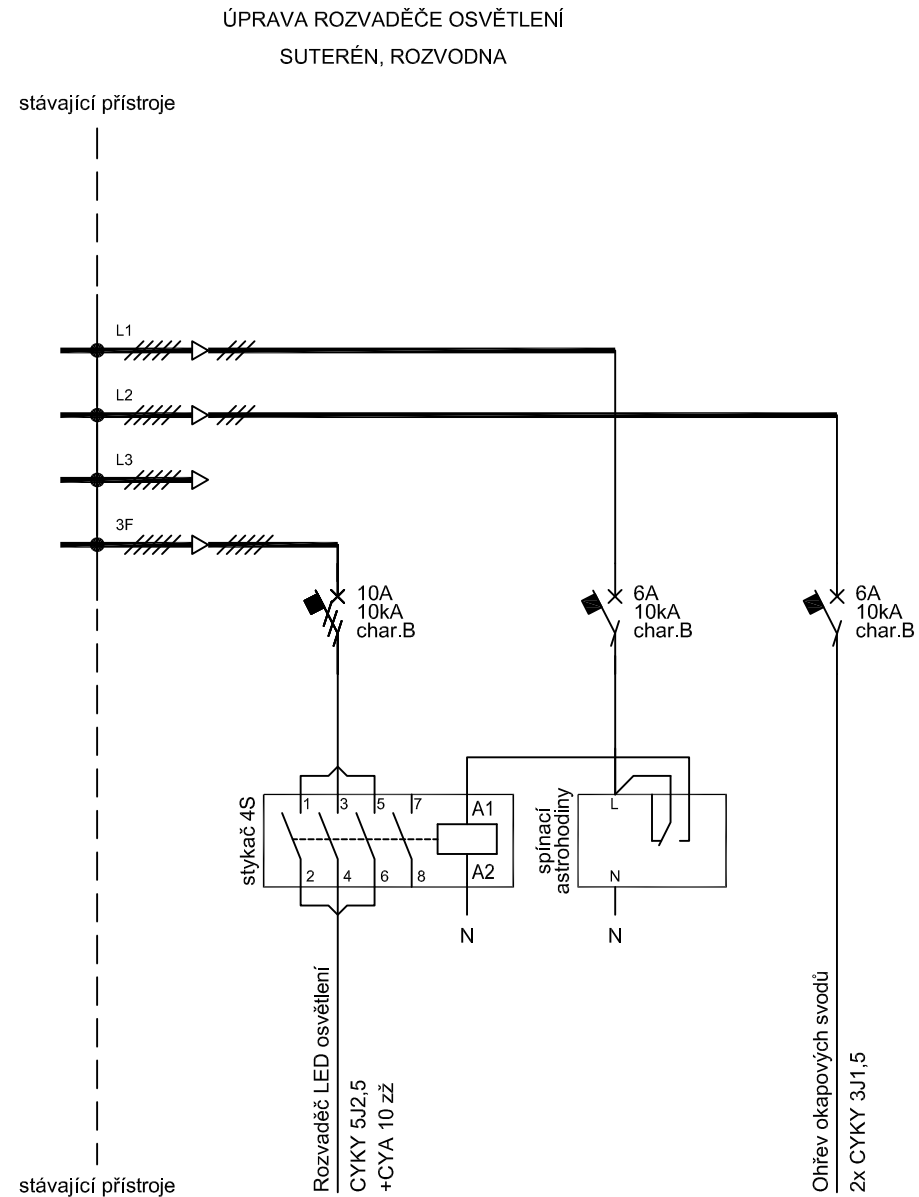 ÚPRAVA ROZVADĚČE OSVĚTLENÍ
SUTERÉN, ROZVODNA
stávající přístroje
L1
L2
L3
3F
10A
10kA
char.B
6A
10kA
char.B
6A
10kA
char.B
stykač 4S
1
3
5
7
A1
2
4
6
8
A2
N
spínací
astrohodiny
L
N
N
Rozvaděč LED osvětlení
CYKY 5J2,5
+CYA 10 zž
Ohřev okapových svodů
2x CYKY 3J1,5
stávající přístroje